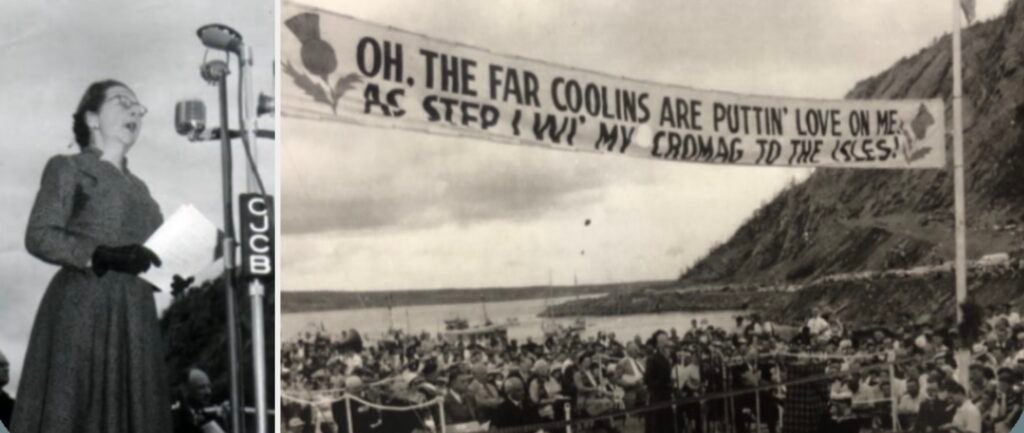 CJCB
OH, THE FAR COOLINS ARE PUTTIN' LOVE ON ME,
AS STEP I WI' MY CROMAG TO THE ISLES!